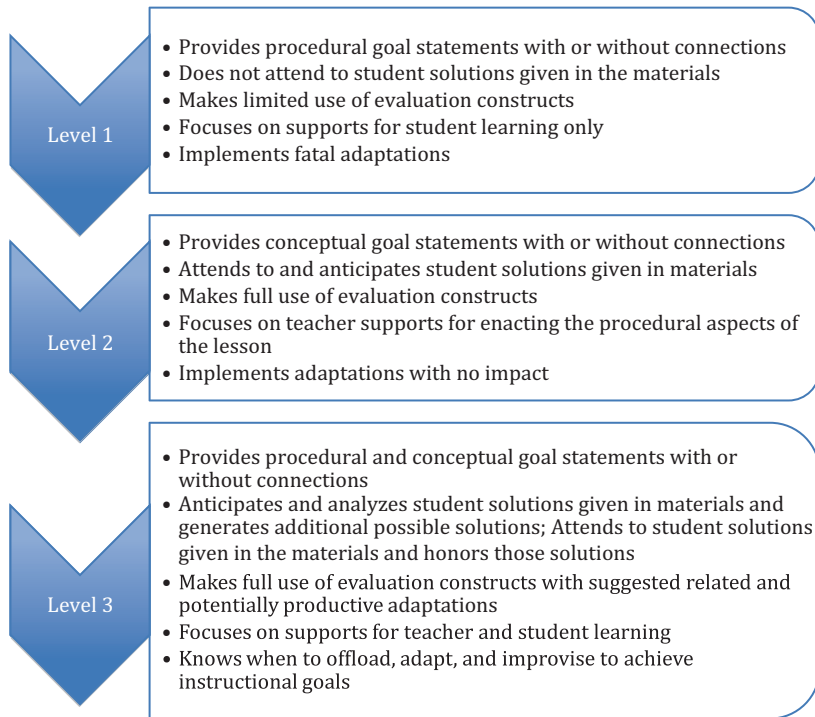 Level 1
• Provides procedural goal statements with or without connections
• Does not attend to student solutions given in the materials
• Makes limited use of evaluation constructs
• Focuses on supports for student learning only
• Implements fatal adaptations
Level 2
• Provides conceptual goal statements with or without connections
• Attends to and anticipates student solutions given in materials
• Makes full use of evaluation constructs
• Focuses on teacher supports for enacting the procedural aspects of
the lesson
• Implements adaptations with no impact
Level 3
• Provides procedural and conceptual goal statements with or
without connections
• Anticipates and analyzes student solutions given in materials and
generates additional possible solutions; Attends to student solutions
given in the materials and honors those solutions
• Makes full use of evaluation constructs with suggested related and
potentially productive adaptations
• Focuses on supports for teacher and student learning
• Knows when to offload, adapt, and improvise to achieve
instructional goals